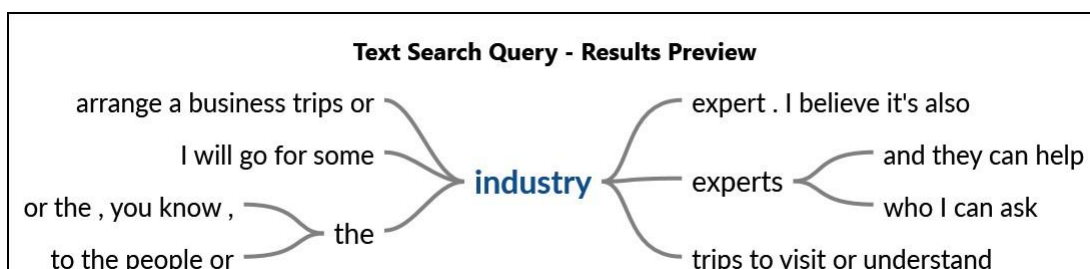 Text Search Query - Results Preview
arrange a business trips or
expert . I believe it's also
I will go for some
and they can help
industry
experts
or the , you know ,
who I can ask
the
to the people or
trips to visit or understand